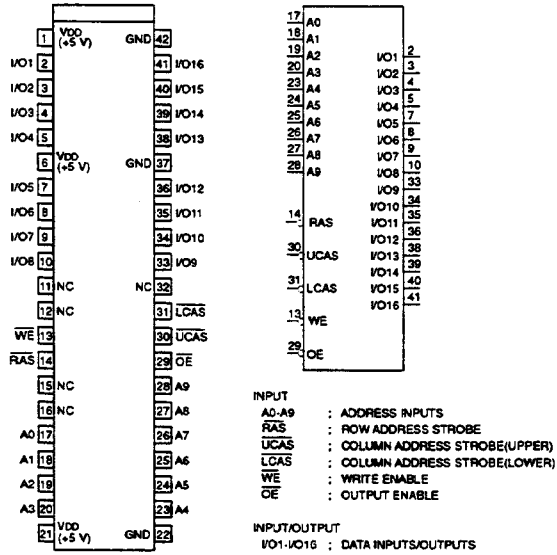 1 VDD (+5 V) GND 42
I/O1 2 41 I/O16
I/O2 3 40 I/O15
I/O3 4 39 I/O14
I/O4 5 38 I/O13
6 VDD (+5 V) GND 37
I/O5 7 36 I/O12
I/O6 8 35 I/O11
I/O7 9 34 I/O10
I/O8 10 33 I/O9
11 NC NC 32
12 NC 31 LCAS
WE 13 30 UCAS
RAS 14 29 OE
15 NC 28 A9
16 NC 27 A8
A0 17 26 A7
A1 18 25 A6
A2 19 24 A5
A3 20 23 A4
21 VDD (+5 V) GND 22
17 A0
18 A1
19 A2
20 A3
23 A4
24 A5
25 A6
26 A7
27 A8
28 A9
14 RAS
30 UCAS
31 LCAS
13 WE
29 OE
I/O1 2
I/O2 3
I/O3 4
I/O4 5
I/O5 7
I/O6 8
I/O7 9
I/O8 10
I/O9 33
I/O10 34
I/O11 35
I/O12 36
I/O13 38
I/O14 39
I/O15 40
I/O16 41
INPUT
A0-A9 ; ADDRESS INPUTS
RAS ; ROW ADDRESS STROBE
UCAS ; COLUMN ADDRESS STROBE(UPPER)
LCAS ; COLUMN ADDRESS STROBE(LOWER)
WE ; WRITE ENABLE
OE ; OUTPUT ENABLE
INPUT/OUTPUT
I/O1-I/O16 ; DATA INPUTS/OUTPUTS